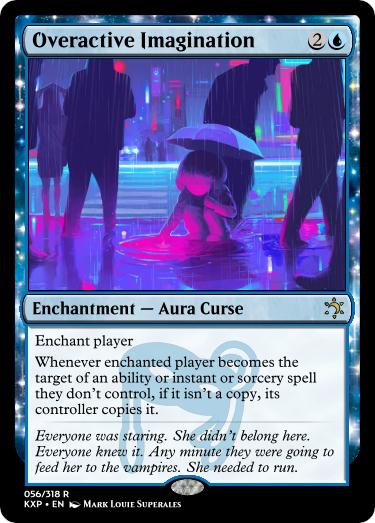 Overactive Imagination 2
Enchantment — Aura Curse
Enchant player
Whenever enchanted player becomes the
target of an ability or instant or sorcery spell
they don't control, if it isn't a copy, its
controller copies it.
Everyone was staring. She didn't belong here.
Everyone knew it. Any minute they were going to
feed her to the vampires. She needed to run.
056/318 R
KXP • EN Mark Louie Superales